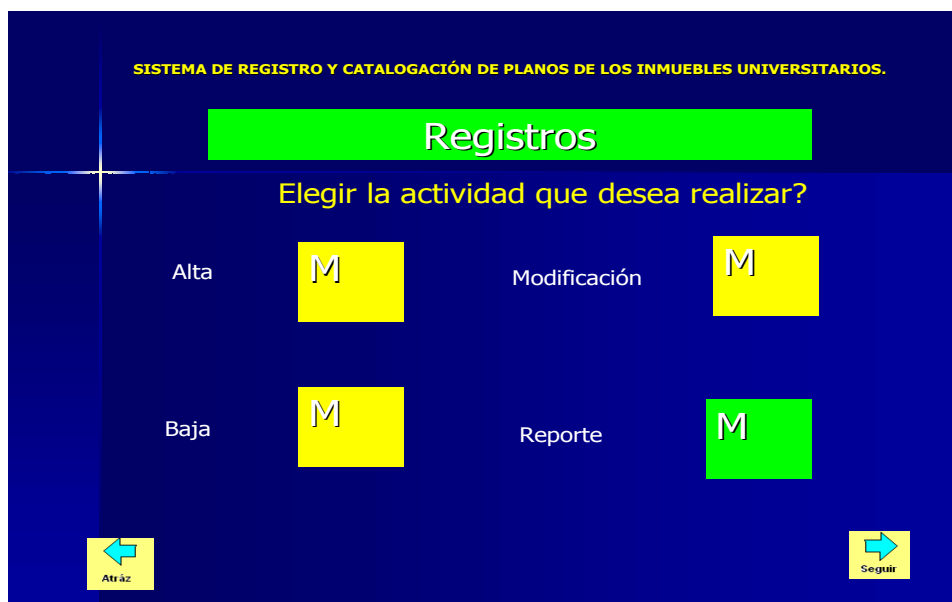 SISTEMA DE REGISTRO Y CATALOGACIÓN DE PLANOS DE LOS INMUEBLES UNIVERSITARIOS.
Registros
Elegir la actividad que desea realizar?
Alta M Modificación M
Baja M Reporte M
Atráz Seguir